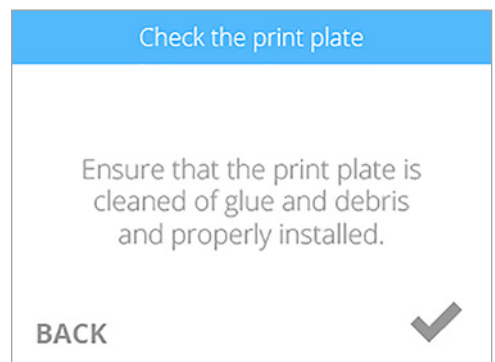 Check the print plate
Ensure that the print plate is
cleaned of glue and debris
and properly installed.
BACK